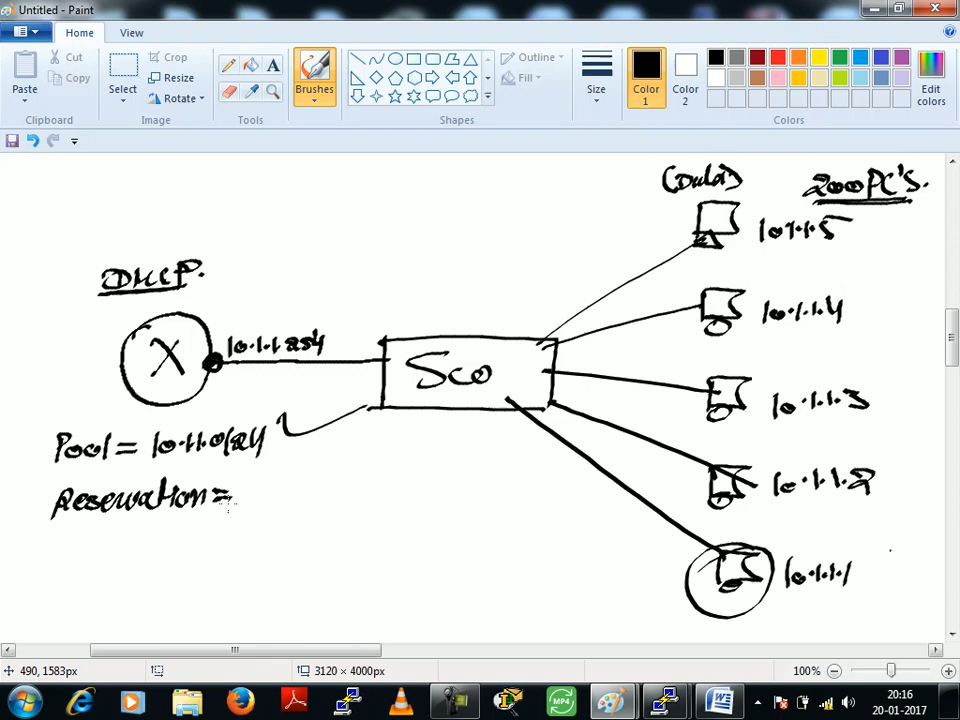 Untitled - Paint
Home View
Paste
Cut
Copy
Clipboard
Select
Crop
Resize
Rotate
Image
A
Tools
Brushes
Outline
Fill
Shapes
Size
Color 1
Color 2
Edit colors
Colors
200 PC'S.
10.1.1.5
DHCP.
10.1.1.4
X
10.1.1.254
Sco
10.1.1.3
Pool = 10.1.1.0/24
10.1.1.2
Reservation =
10.1.1.1
490, 1583px
3120 × 4000px
100%
MP4
W
20:16
20-01-2017